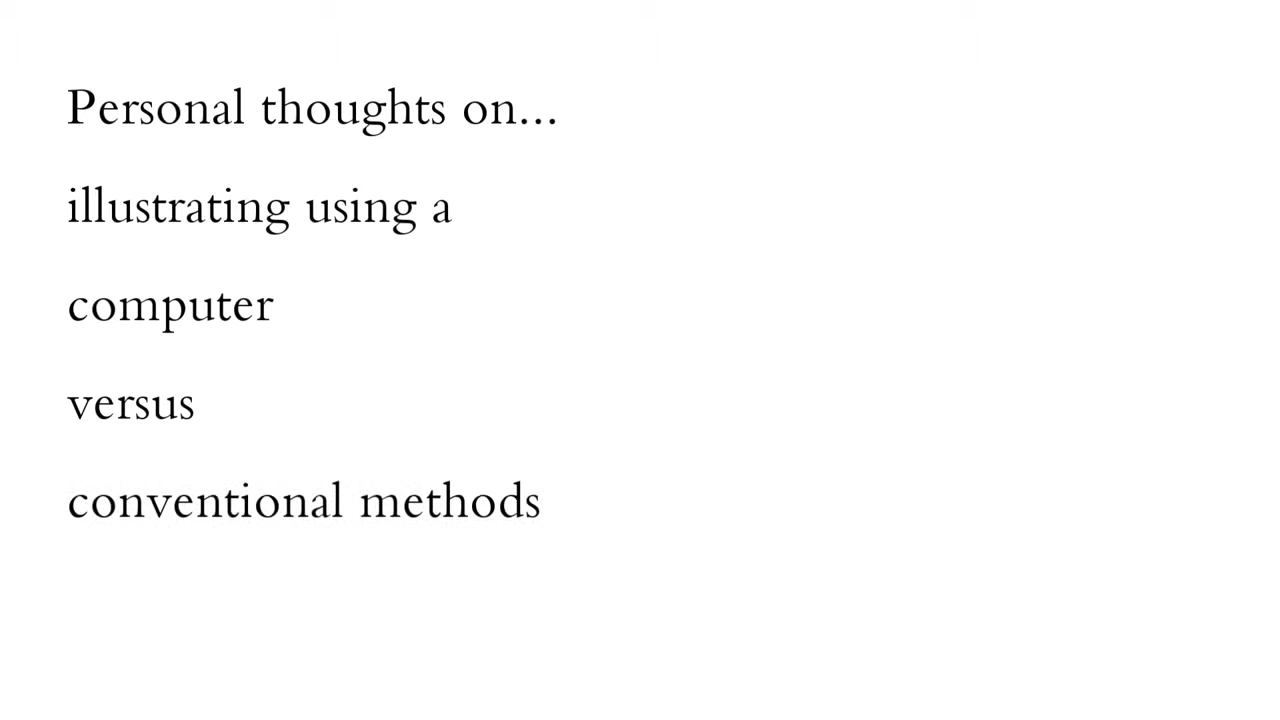 Personal thoughts on...
illustrating using a
computer
versus
conventional methods